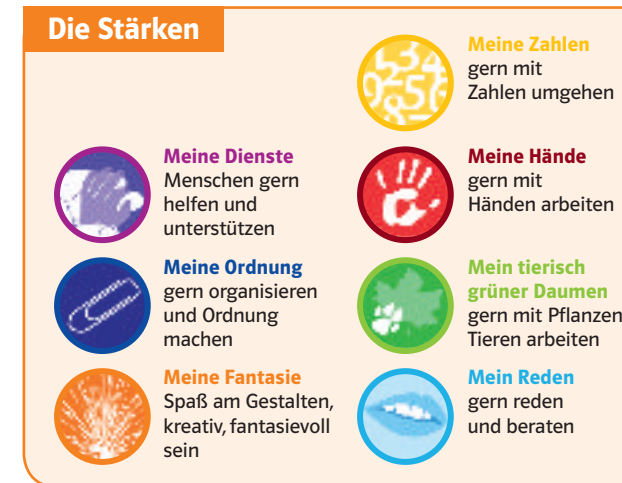 Die Stärken
Meine Zahlen
gern mit
Zahlen umgehen
Meine Dienste
Menschen gern
helfen und
unterstützen
Meine Hände
gern mit
Händen arbeiten
Meine Ordnung
gern organisieren
und Ordnung
machen
Mein tierisch
grüner Daumen
gern mit Pflanzen
Tieren arbeiten
Meine Fantasie
Spaß am Gestalten,
kreativ, fantasievoll
sein
Mein Reden
gern reden
und beraten